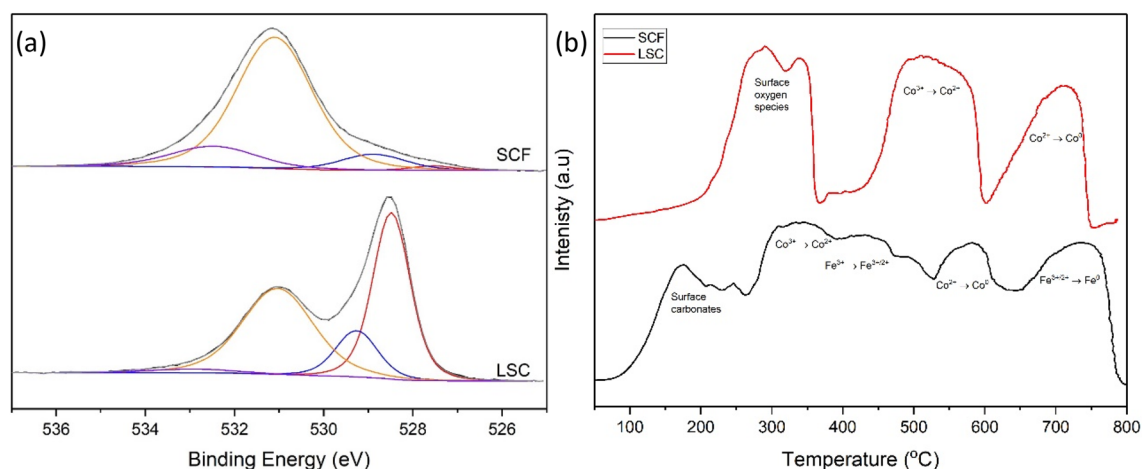 (a)
SCF
LSC
536
534
532
530
528
526
Binding Energy (eV)
(b)
SCF
LSC
Surface
oxygen
species
Co³⁺ → Co²⁺
Co²⁺ → Co⁰
Co³⁺ → Co²⁺
Fe³⁺ → Fe³⁺/²⁺
Surface
carbonates
Co²⁺ → Co⁰
Fe³⁺/²⁺ → Fe⁰
Intenisty (a.u)
100
200
300
400
500
600
700
800
Temperature (⁰C)